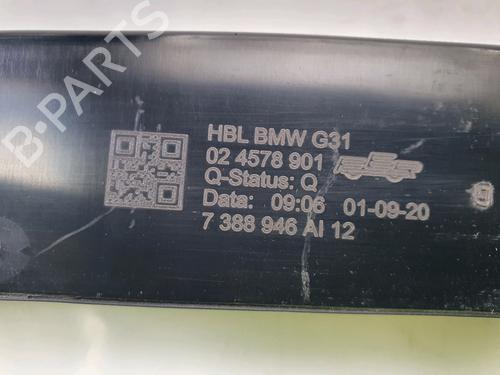 HBL BMW G31
02 4578 901
Q-Status: Q
Data: 09:06 01-09-20
7 388 946 AI 12
B-PARTS